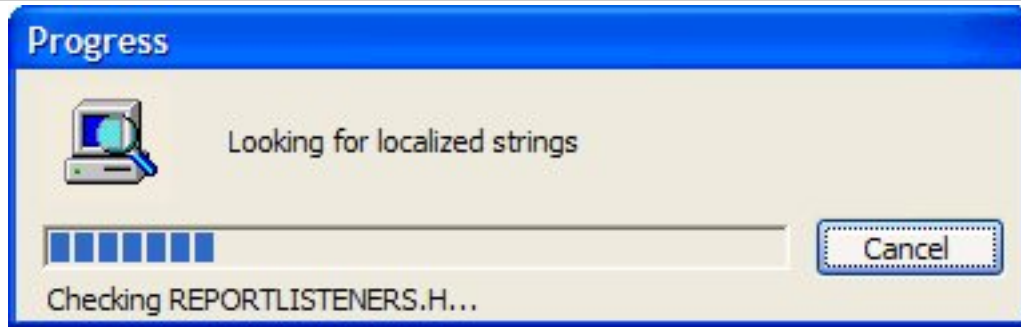 Progress
Looking for localized strings
Cancel
Checking REPORTLISTENERS.H...